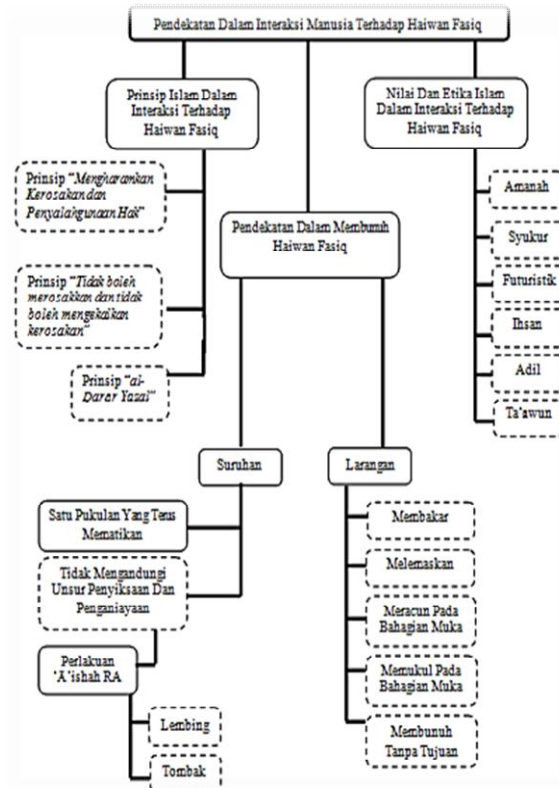 Pendekatan Dalam Interaksi Manusia Terhadap Haiwan Fasiq
Prinsip Islam Dalam
Interaksi Terhadap
Haiwan Fasiq
Prinsip “Mengharamkan
Kerosakan dan
Penyalahgunaan Hak”
Prinsip “Tidak boleh
merosakkan dan tidak
boleh mengekalkan
kerosakan”
Prinsip “al-
Darar Yazal”
Pendekatan Dalam Membunuh
Haiwan Fasiq
Nilai Dan Etika Islam
Dalam Interaksi Terhadap
Haiwan Fasiq
Amanah
Syukur
Futuristik
Ihsan
Adil
Ta’awun
Suruhan
Satu Pukulan Yang Terus
Mematikan
Tidak Mengandungi
Unsur Penyiksaan Dan
Penganiayaan
Perlakuan
‘A’ishah RA
Lembing
Tombak
Larangan
Membakar
Melemaskan
Meracun Pada
Bahagian Muka
Memukul Pada
Bahagian Muka
Membunuh
Tanpa Tujuan